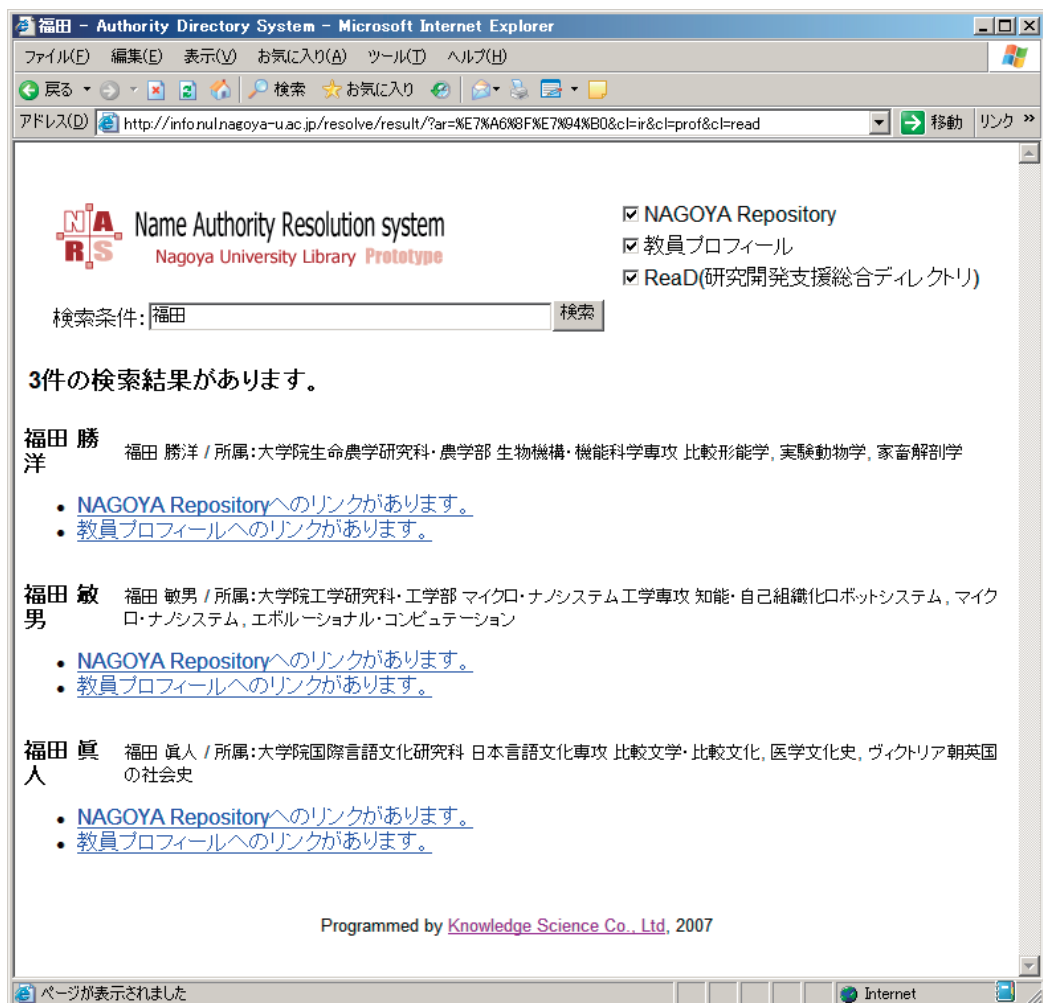 福田 - Authority Directory System - Microsoft Internet Explorer
ファイル(F) 編集(E) 表示(V) お気に入り(A) ツール(T) ヘルプ(H)
戻る 検索 お気に入り
アドレス(D) http://info.nul.nagoya-u.ac.jp/resolve/result/?ar=%E7%A6%8F%E7%94%B0&cl=ir&cl=prof&cl=read 移動 リンク »
NARS Name Authority Resolution system
Nagoya University Library Prototype
NAGOYA Repository
教員プロフィール
ReaD(研究開発支援総合ディレクトリ)
検索条件: 福田 検索
3件の検索結果があります。
福田 勝
洋
福田 勝洋 / 所属:大学院生命農学研究科・農学部 生物機構・機能科学専攻 比較形態学, 実験動物学, 家畜解剖学
• NAGOYA Repositoryへのリンクがあります。
• 教員プロフィールへのリンクがあります。
福田 敏
男
福田 敏男 / 所属:大学院工学研究科・工学部 マイクロ・ナノシステム工学専攻 知能・自己組織化ロボットシステム, マイク
ロ・ナノシステム, エボルーショナル・コンピュテーション
• NAGOYA Repositoryへのリンクがあります。
• 教員プロフィールへのリンクがあります。
福田 眞
人
福田 眞人 / 所属:大学院国際言語文化研究科 日本言語文化専攻 比較文学・比較文化, 医学文化史, ヴィクトリア朝英国
の社会史
• NAGOYA Repositoryへのリンクがあります。
• 教員プロフィールへのリンクがあります。
Programmed by Knowledge Science Co., Ltd, 2007
ページが表示されました Internet